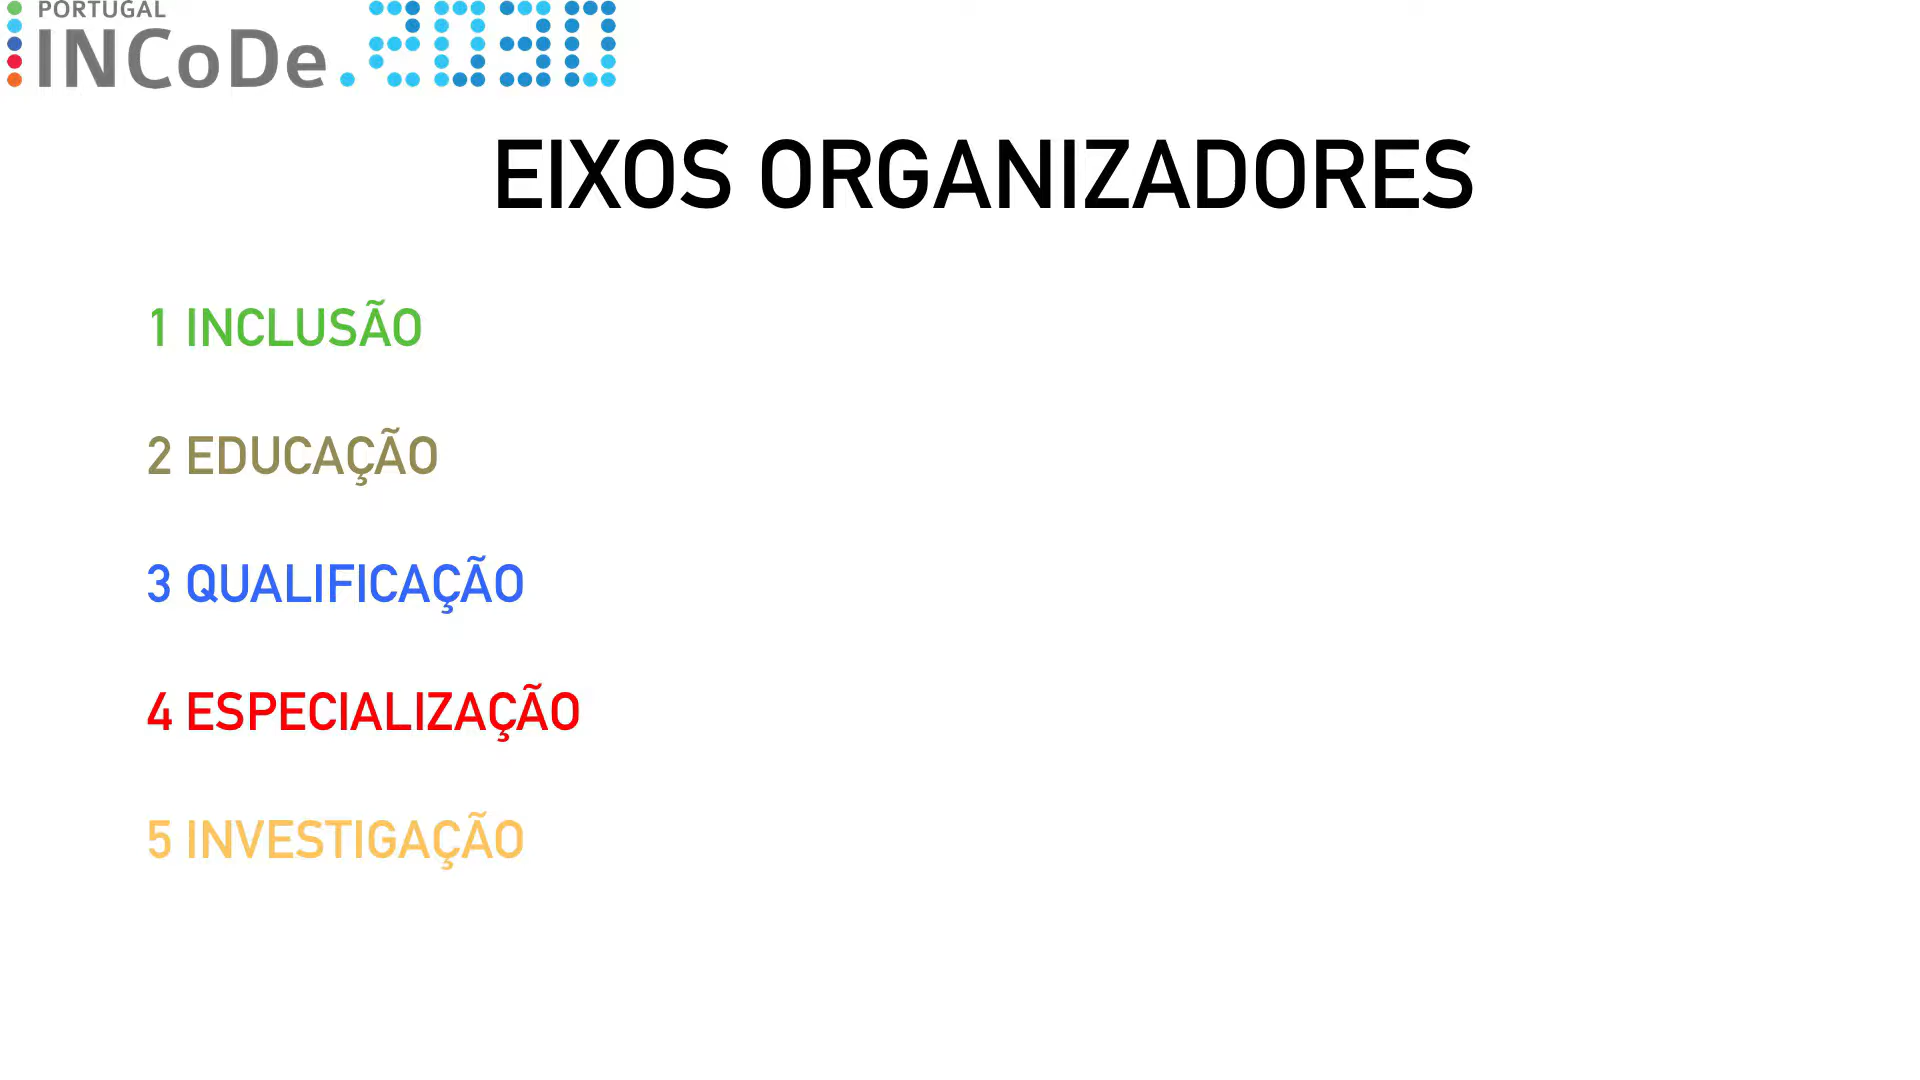 PORTUGAL
INCoDe.2030
EIXOS ORGANIZADORES
1 INCLUSÃO
2 EDUCAÇÃO
3 QUALIFICAÇÃO
4 ESPECIALIZAÇÃO
5 INVESTIGAÇÃO